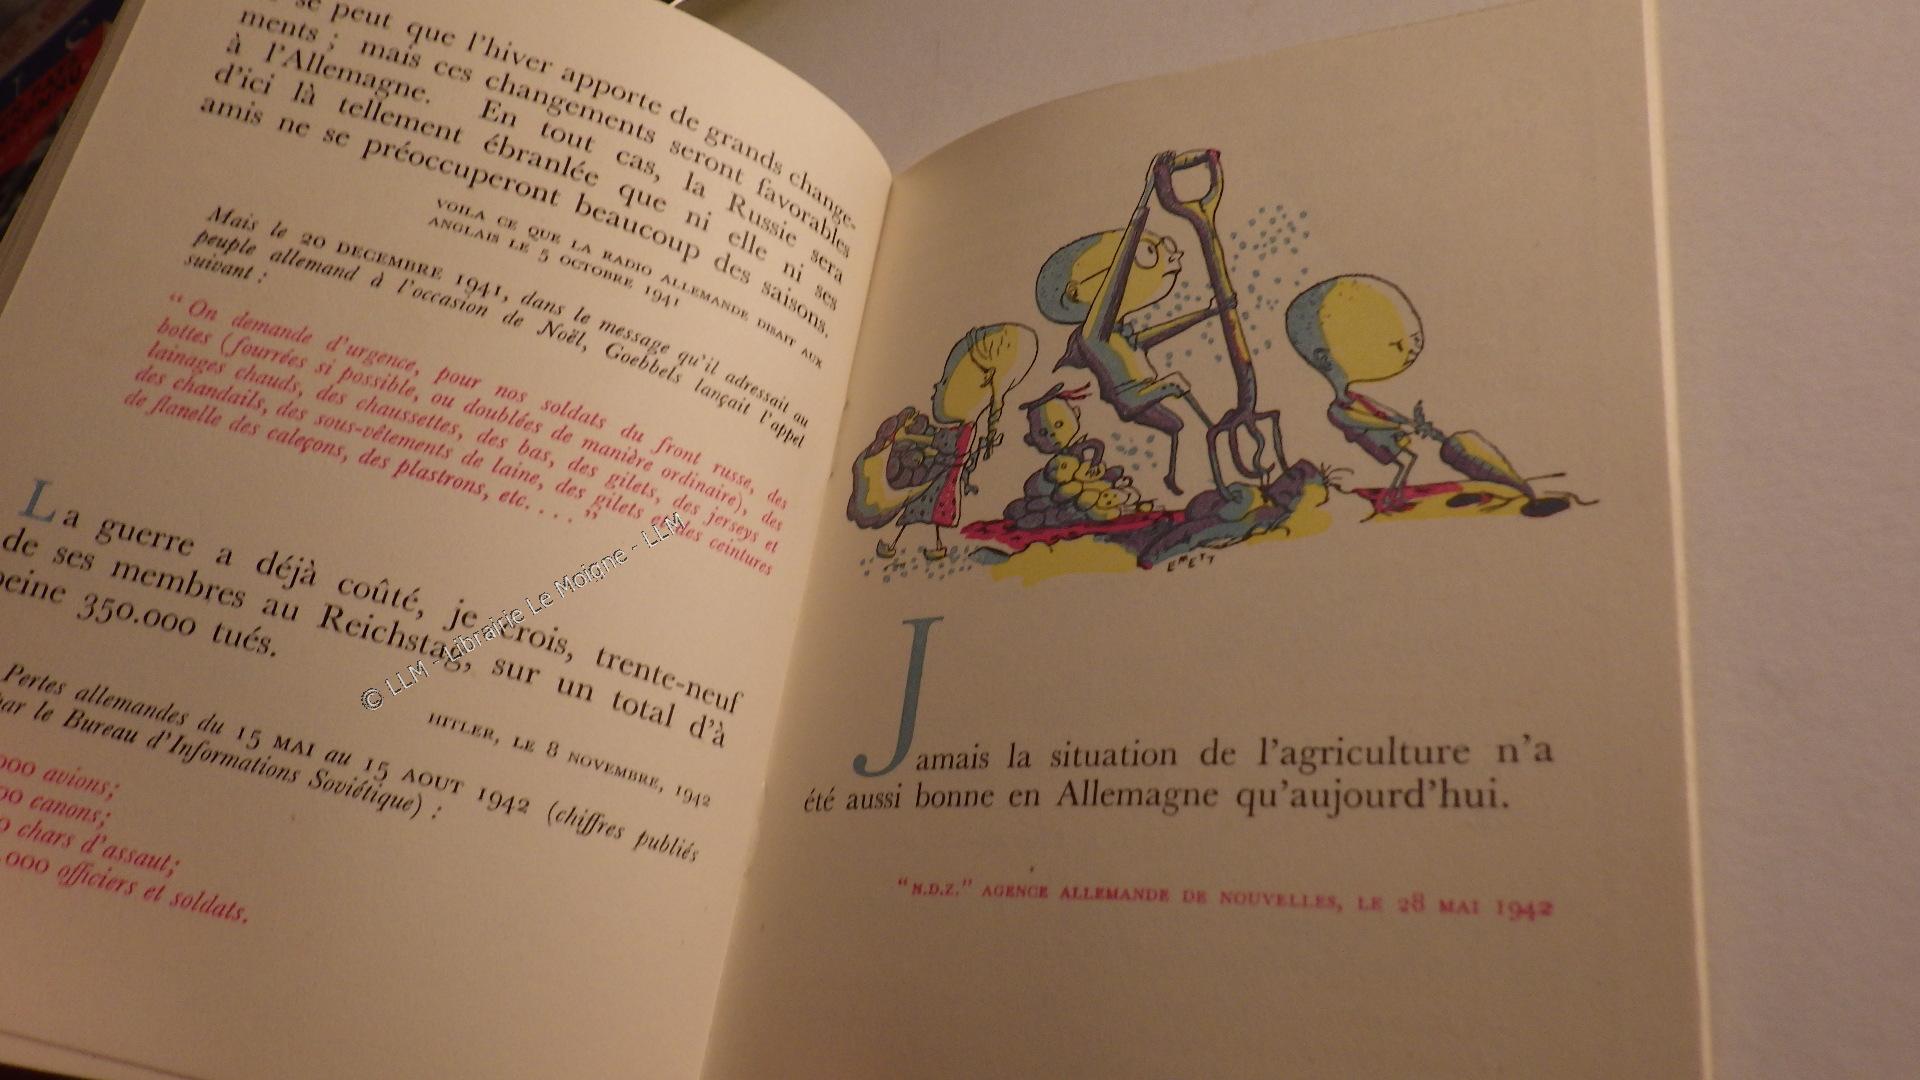 se peut que l'hiver apporte de grands change-
ments ; mais ces changements seront favorables
à l'Allemagne. En tout cas, la Russie sera
d'ici là tellement ébranlée que ni elle ni ses
amis ne se préoccuperont beaucoup des saisons.
VOILA CE QUE LA RADIO ALLEMANDE DISAIT AUX
ANGLAIS LE 5 OCTOBRE 1941
Mais le 20 DECEMBRE 1941, dans le message qu'il adressait au
peuple allemand à l'occasion de Noël, Goebbels lançait l'appel
suivant :
“ On demande d'urgence, pour nos soldats du front russe, des
bottes (fourrées si possible, ou doublées de manière ordinaire), des
lainages chauds, des chaussettes, des bas, des gilets, des jerseys et
des chandails, des sous-vêtements de laine, des gilets et des ceintures
de flanelle des caleçons, des plastrons, etc. . . . ”
La guerre a déjà coûté, je crois, trente-neuf
de ses membres au Reichstag, sur un total d'à
peine 350.000 tués.
HITLER, LE 8 NOVEMBRE, 1942
Pertes allemandes du 15 MAI au 15 AOUT 1942 (chiffres publiés
par le Bureau d'Informations Soviétique) :
000 avions;
00 canons;
0 chars d'assaut;
.000 officiers et soldats.
© LLM - Librairie Le Moigne - LLM
EMETT
Jamais la situation de l'agriculture n'a
été aussi bonne en Allemagne qu'aujourd'hui.
“N.D.Z.” AGENCE ALLEMANDE DE NOUVELLES, LE 28 MAI 1942